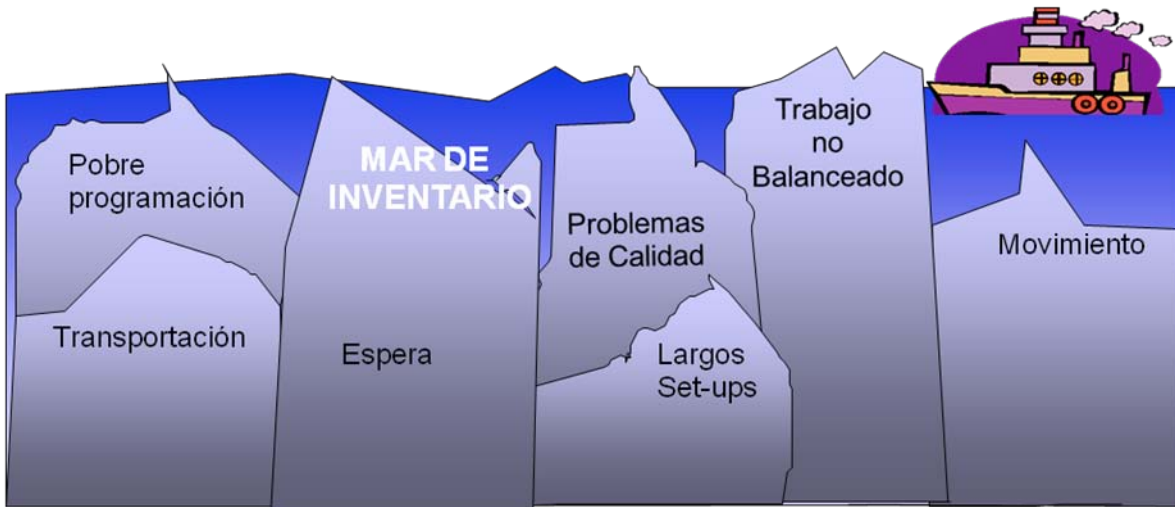 Pobre
programación
MAR DE
INVENTARIO
Trabajo
no
Balanceado
Problemas
de Calidad
Movimiento
Transportación
Espera
Largos
Set-ups